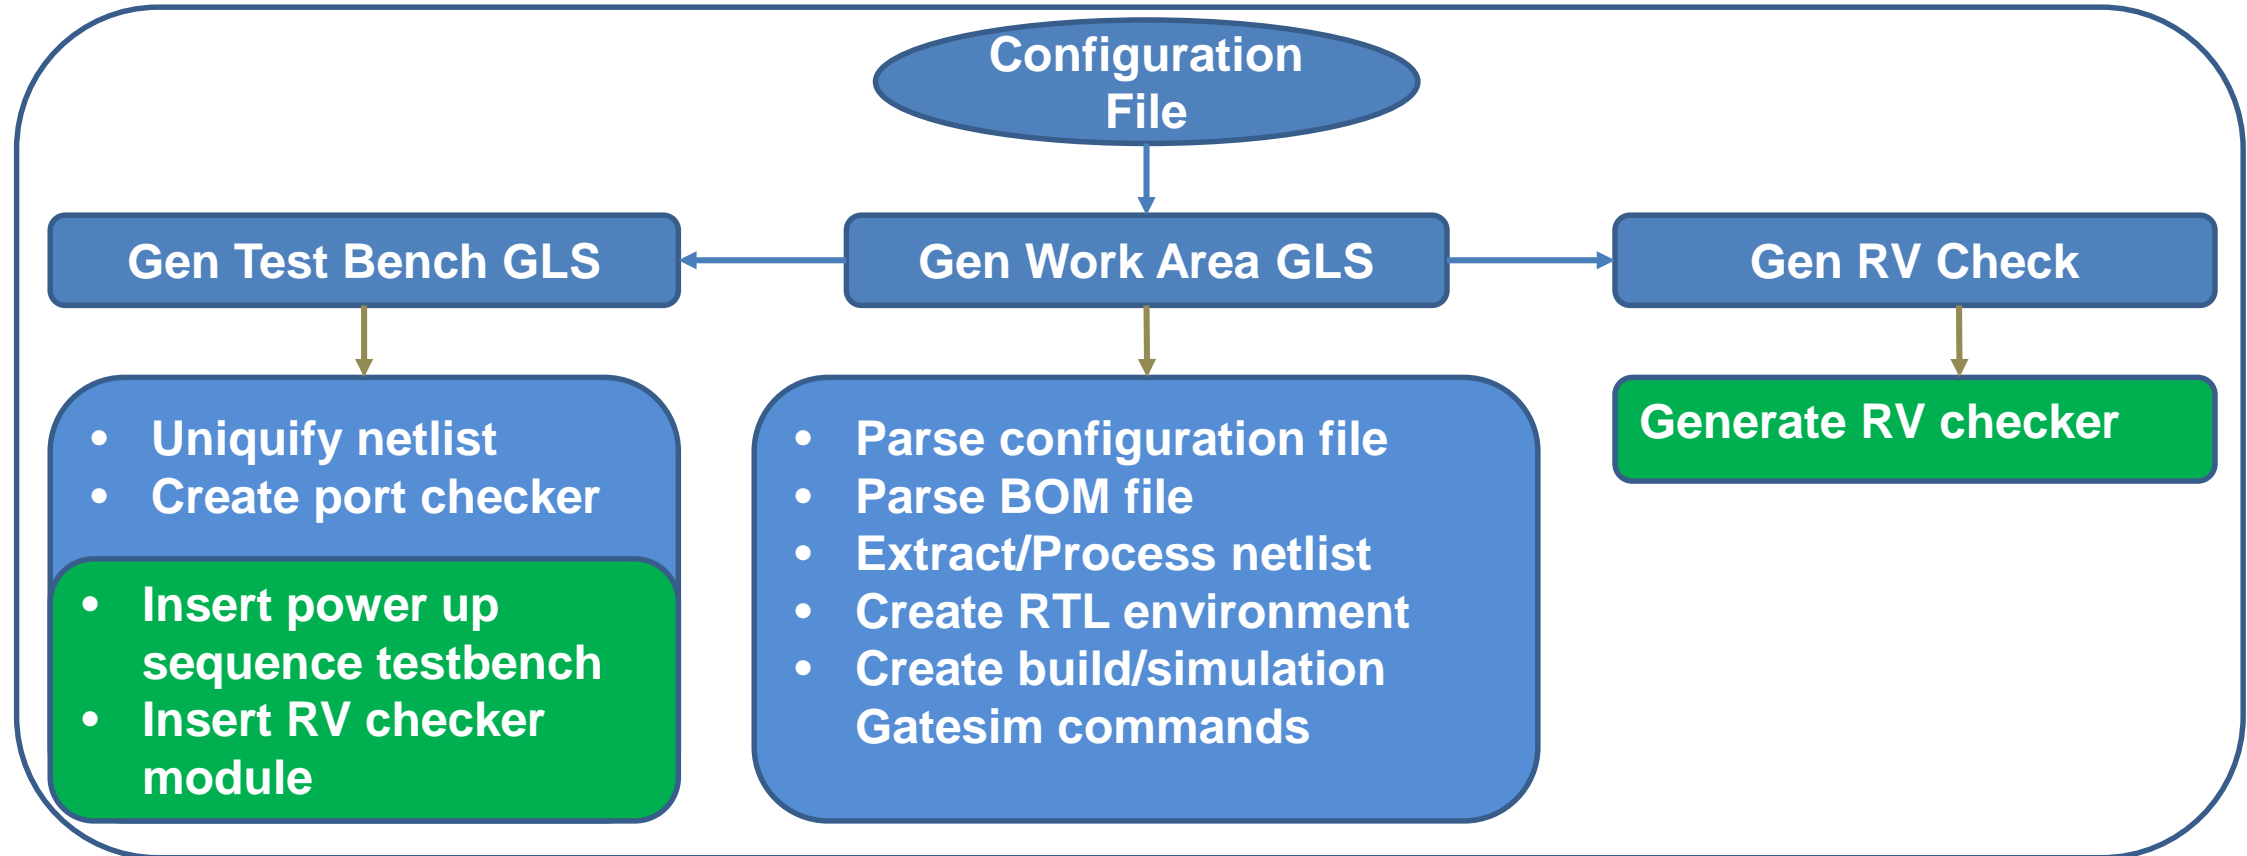 Configuration
File
Gen Test Bench GLS
Gen Work Area GLS
Gen RV Check
• Uniquify netlist
• Create port checker
• Insert power up
sequence testbench
• Insert RV checker
module
• Parse configuration file
• Parse BOM file
• Extract/Process netlist
• Create RTL environment
• Create build/simulation
Gatesim commands
Generate RV checker